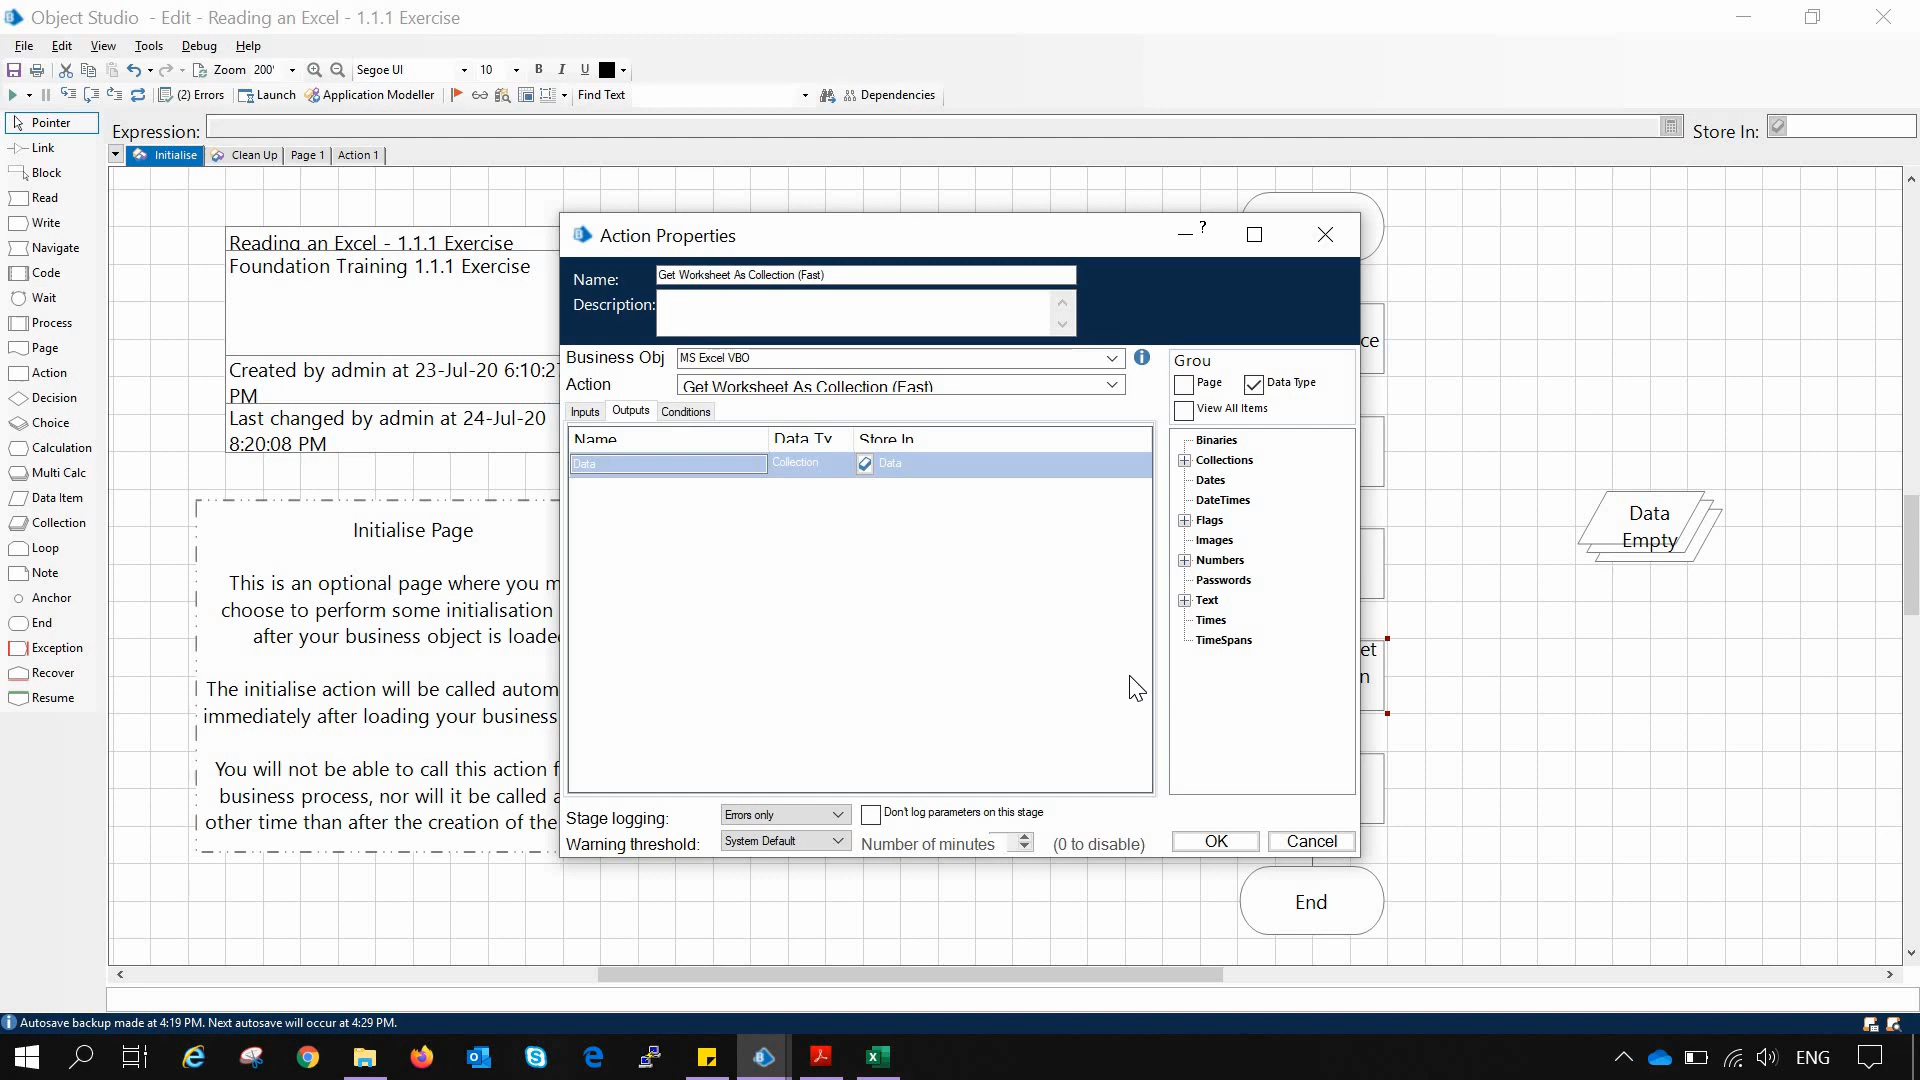 Object Studio - Edit - Reading an Excel - 1.1.1 Exercise
File Edit View Tools Debug Help
Zoom 200' Segoe UI 10 B I U
(2) Errors Launch Application Modeller Find Text Dependencies
Pointer
Link
Block
Read
Write
Navigate
Code
Wait
Process
Page
Action
Decision
Choice
Calculation
Multi Calc
Data Item
Collection
Loop
Note
Anchor
End
Exception
Recover
Resume
Expression:
Store In:
Initialise Clean Up Page 1 Action 1
Reading an Excel - 1.1.1 Exercise
Foundation Training 1.1.1 Exercise
Created by admin at 23-Jul-20 6:10:27
PM
Last changed by admin at 24-Jul-20
8:20:08 PM
Initialise Page
This is an optional page where you m
choose to perform some initialisation
after your business object is loaded
The initialise action will be called autom
immediately after loading your business
You will not be able to call this action f
business process, nor will it be called a
other time than after the creation of the
Action Properties
?
Name: Get Worksheet As Collection (Fast)
Description:
Business Obj MS Excel VBO
Action Get Worksheet As Collection (Fast)
Inputs Outputs Conditions
Name Data Ty Store In
Data Collection Data
Grou
Page Data Type
View All Items
Binaries
Collections
Dates
DateTimes
Flags
Images
Numbers
Passwords
Text
Times
TimeSpans
Stage logging: Errors only Don't log parameters on this stage
Warning threshold: System Default Number of minutes (0 to disable)
OK Cancel
ce
et
n
End
Data
Empty
Autosave backup made at 4:19 PM. Next autosave will occur at 4:29 PM.
ENG